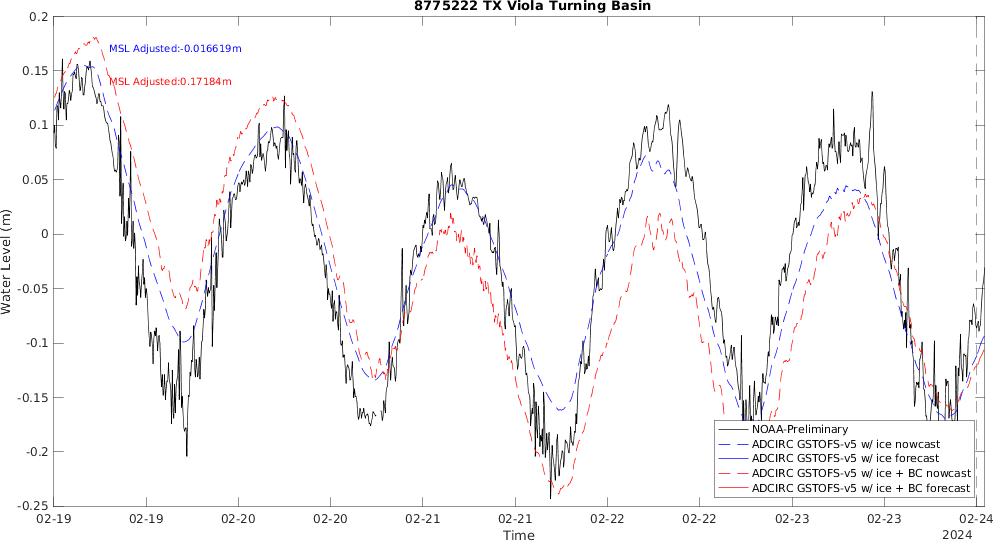 8775222 TX Viola Turning Basin
0.2
0.15
0.1
0.05
0
-0.05
-0.1
-0.15
-0.2
-0.25
Water Level (m)
MSL Adjusted:-0.016619m
MSL Adjusted:0.17184m
NOAA-Preliminary
ADCIRC GSTOFS-v5 w/ ice nowcast
ADCIRC GSTOFS-v5 w/ ice forecast
ADCIRC GSTOFS-v5 w/ ice + BC nowcast
ADCIRC GSTOFS-v5 w/ ice + BC forecast
02-19 02-19 02-20 02-20 02-21 02-21 02-22 02-22 02-23 02-23 02-24
Time
2024